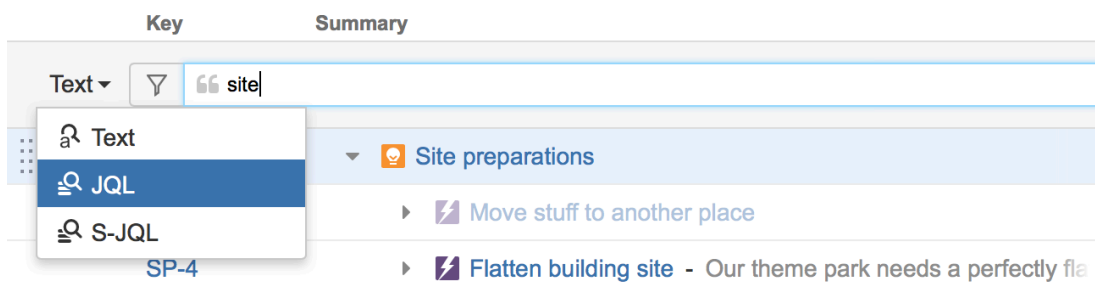 Key Summary
Text site
Text
JQL
S-JQL
Site preparations
Move stuff to another place
SP-4 Flatten building site - Our theme park needs a perfectly fla